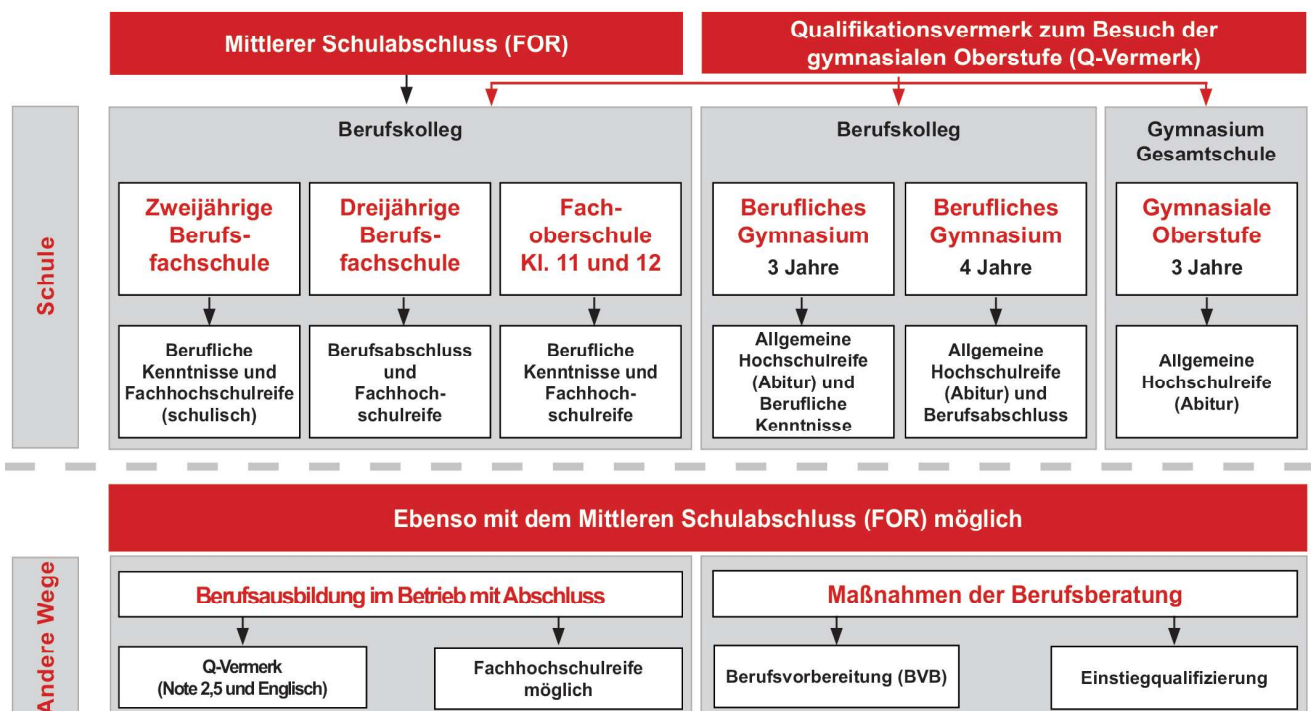 Mittlerer Schulabschluss (FOR)
Qualifikationsvermerk zum Besuch der
gymnasialen Oberstufe (Q-Vermerk)
Schule
Berufskolleg
Zweijährige
Berufs-
fachschule
Dreijährige
Berufs-
fachschule
Fach-
oberschule
Kl. 11 und 12
Berufliche
Kenntnisse und
Fachhochschulreife
(schulisch)
Berufsabschluss
und
Fachhoch-
schulreife
Berufliche
Kenntnisse und
Fachhoch-
schulreife
Berufskolleg
Berufliches
Gymnasium
3 Jahre
Berufliches
Gymnasium
4 Jahre
Allgemeine
Hochschulreife
(Abitur) und
Berufliche
Kenntnisse
Allgemeine
Hochschulreife
(Abitur) und
Berufsabschluss
Gymnasium
Gesamtschule
Gymnasiale
Oberstufe
3 Jahre
Allgemeine
Hochschulreife
(Abitur)
Ebenso mit dem Mittleren Schulabschluss (FOR) möglich
Andere Wege
Berufsausbildung im Betrieb mit Abschluss
Q-Vermerk
(Note 2,5 und Englisch)
Fachhochschulreife
möglich
Maßnahmen der Berufsberatung
Berufsvorbereitung (BVB)
Einstiegqualifizierung